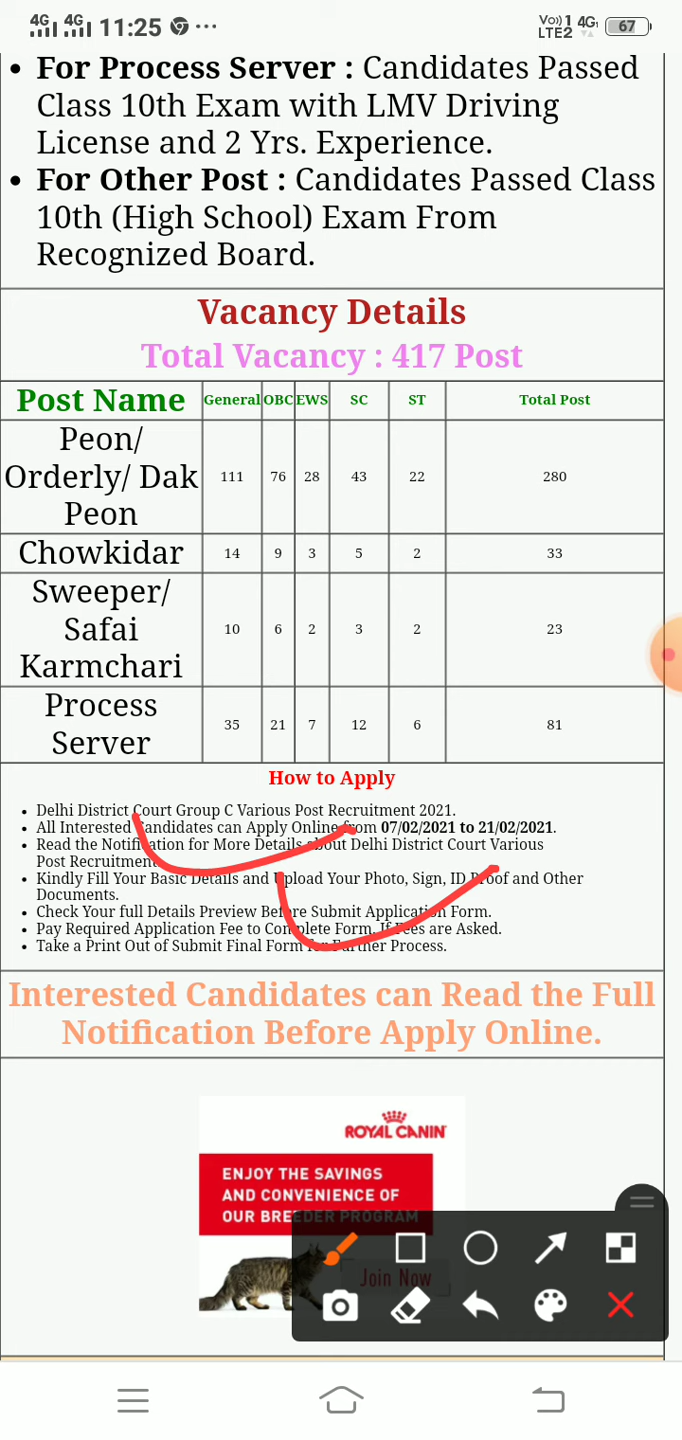 4G 4G 11:25 ... Vo)) 1 LTE2 4G 67
• For Process Server : Candidates Passed
Class 10th Exam with LMV Driving
License and 2 Yrs. Experience.
• For Other Post : Candidates Passed Class
10th (High School) Exam From
Recognized Board.
Vacancy Details
Total Vacancy : 417 Post
Post Name General OBC EWS SC ST Total Post
Peon/
Orderly/ Dak 111 76 28 43 22 280
Peon
Chowkidar 14 9 3 5 2 33
Sweeper/
Safai 10 6 2 3 2 23
Karmchari
Process
Server 35 21 7 12 6 81
How to Apply
• Delhi District Court Group C Various Post Recruitment 2021.
• All Interested Candidates can Apply Online from 07/02/2021 to 21/02/2021.
• Read the Notification for More Details about Delhi District Court Various
Post Recruitment
• Kindly Fill Your Basic Details and Upload Your Photo, Sign, ID Proof and Other
Documents.
• Check Your full Details Preview Before Submit Application Form.
• Pay Required Application Fee to Complete Form, If Fees are Asked.
• Take a Print Out of Submit Final Form for Further Process.
Interested Candidates can Read the Full
Notification Before Apply Online.
ROYAL CANIN
ENJOY THE SAVINGS
AND CONVENIENCE OF
OUR BREEDER PROGRAM
Join Now